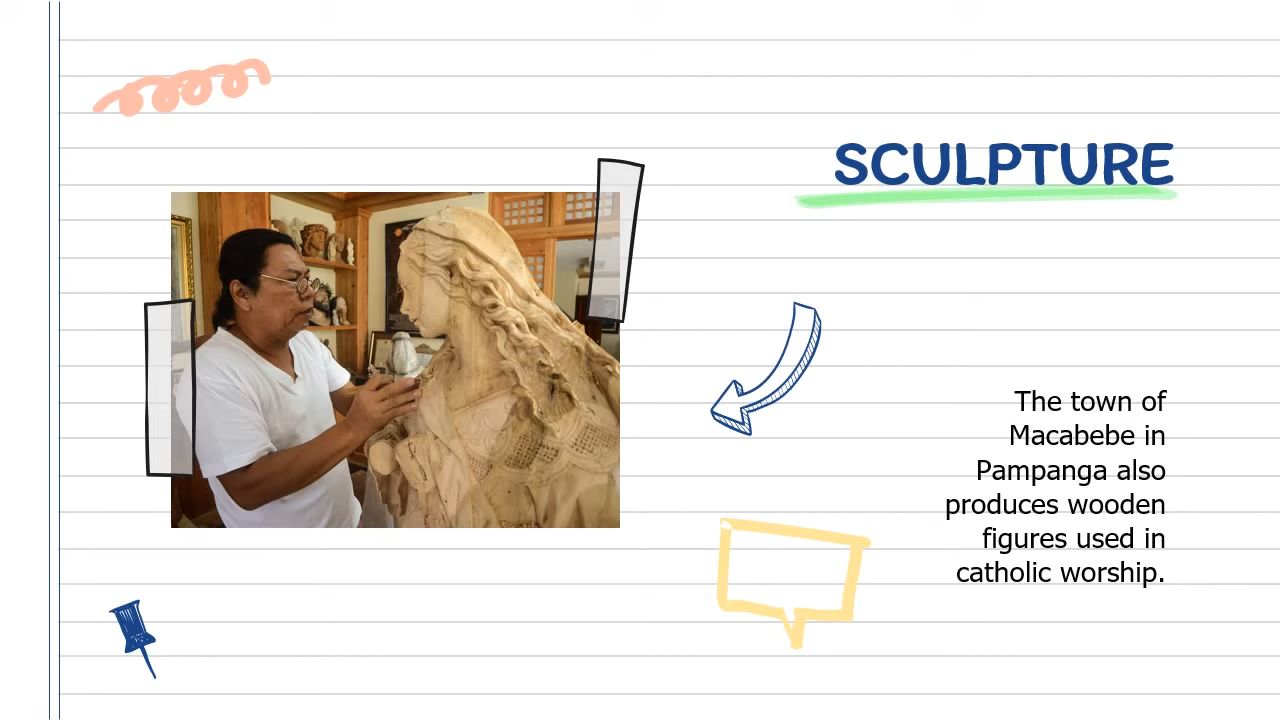 SCULPTURE
The town of
Macabebe in
Pampanga also
produces wooden
figures used in
catholic worship.